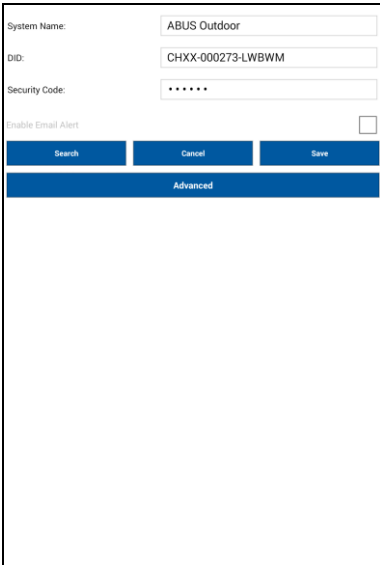 System Name: ABUS Outdoor
DID: CHXX-000273-LWBWM
Security Code: ••••••
Enable Email Alert
Search Cancel Save
Advanced